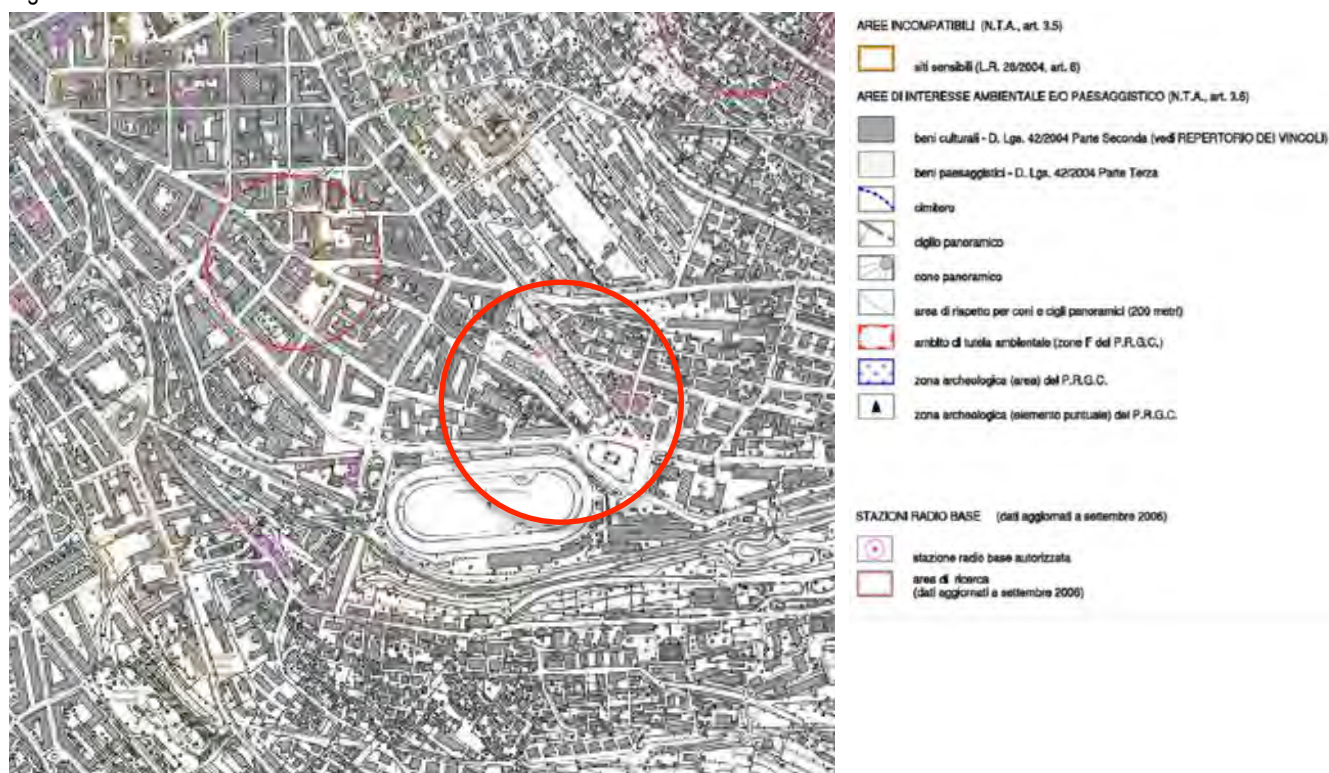 AREE INCOMPATIBILI (N.T.A., art. 3.5)
siti sensibili (L.R. 28/2004, art. 6)
AREE DI INTERESSE AMBIENTALE E/O PAESAGGISTICO (N.T.A., art. 3.6)
beni culturali - D. Lgs. 42/2004 Parte Seconda (vedi REPERTORIO DEI VINCOLI)
beni paesaggistici - D. Lgs. 42/2004 Parte Terza
cimitero
ciglio panoramico
cono panoramico
area di rispetto per coni e cigli panoramici (200 metri)
ambito di tutela ambientale (zone F del P.R.G.C.)
zona archeologica (area) del P.R.G.C.
zona archeologica (elemento puntuale) del P.R.G.C.
STAZIONI RADIO BASE (dati aggiornati a settembre 2006)
stazione radio base autorizzata
area di ricerca
(dati aggiornati a settembre 2006)